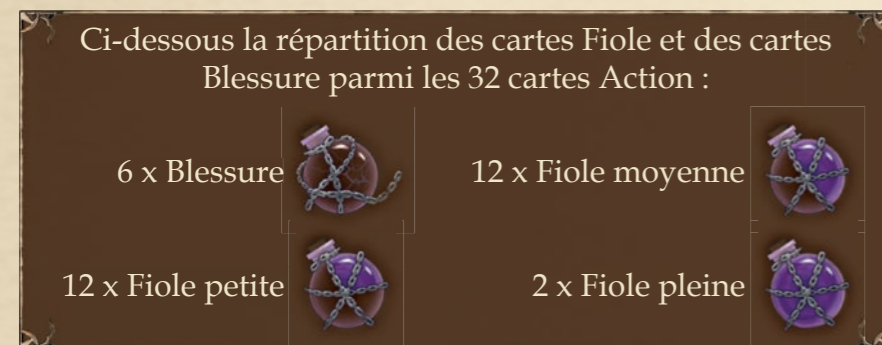 Ci-dessous la répartition des cartes Fiole et des cartes
Blessure parmi les 32 cartes Action :
6 x Blessure
12 x Fiole moyenne
12 x Fiole petite
2 x Fiole pleine